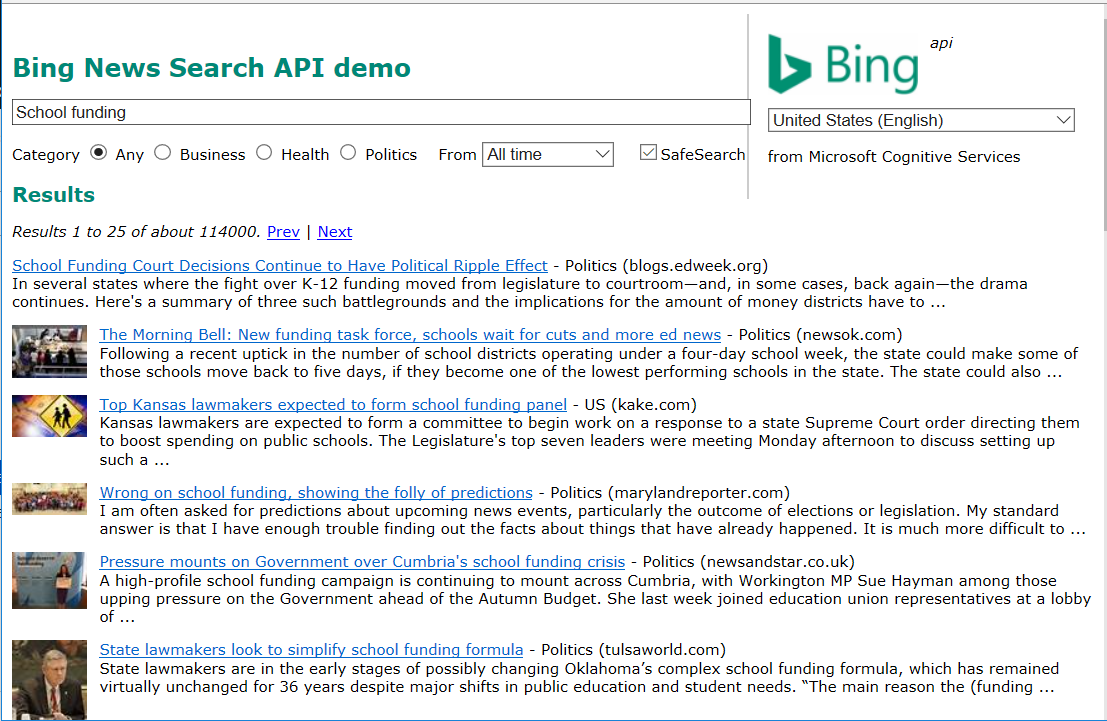 Bing News Search API demo
Bing api
School funding
United States (English)
Category Any Business Health Politics From All time SafeSearch
from Microsoft Cognitive Services
Results
Results 1 to 25 of about 114000. Prev | Next
School Funding Court Decisions Continue to Have Political Ripple Effect - Politics (blogs.edweek.org)
In several states where the fight over K-12 funding moved from legislature to courtroom—and, in some cases, back again—the drama
continues. Here's a summary of three such battlegrounds and the implications for the amount of money districts have to ...
The Morning Bell: New funding task force, schools wait for cuts and more ed news - Politics (newsok.com)
Following a recent uptick in the number of school districts operating under a four-day school week, the state could make some of
those schools move back to five days, if they become one of the lowest performing schools in the state. The state could also ...
Top Kansas lawmakers expected to form school funding panel - US (kake.com)
Kansas lawmakers are expected to form a committee to begin work on a response to a state Supreme Court order directing them
to boost spending on public schools. The Legislature's top seven leaders were meeting Monday afternoon to discuss setting up
such a ...
Wrong on school funding, showing the folly of predictions - Politics (marylandreporter.com)
I am often asked for predictions about upcoming news events, particularly the outcome of elections or legislation. My standard
answer is that I have enough trouble finding out the facts about things that have already happened. It is much more difficult to ...
Pressure mounts on Government over Cumbria's school funding crisis - Politics (newsandstar.co.uk)
A high-profile school funding campaign is continuing to mount across Cumbria, with Workington MP Sue Hayman among those
upping pressure on the Government ahead of the Autumn Budget. She last week joined education union representatives at a lobby
of ...
State lawmakers look to simplify school funding formula - Politics (tulsaworld.com)
State lawmakers are in the early stages of possibly changing Oklahoma’s complex school funding formula, which has remained
virtually unchanged for 36 years despite major shifts in public education and student needs. “The main reason the (funding ...